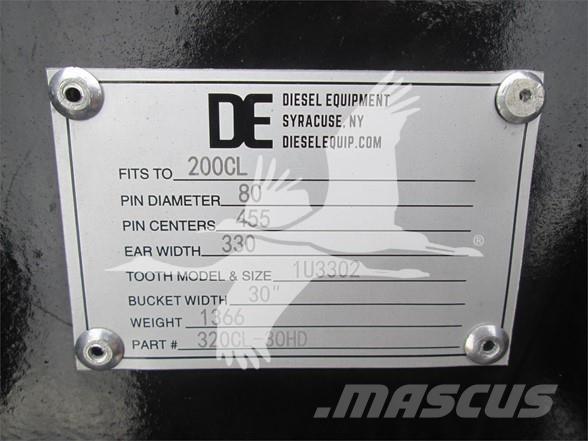 DE
DIESEL EQUIPMENT
SYRACUSE, NY
DIESELEQUIP.COM
FITS TO 200CL
PIN DIAMETER 80
PIN CENTERS 455
EAR WIDTH 330
TOOTH MODEL & SIZE 1U3302
BUCKET WIDTH 30"
WEIGHT 1366
PART # 320CL-30HD
®
MASCUS